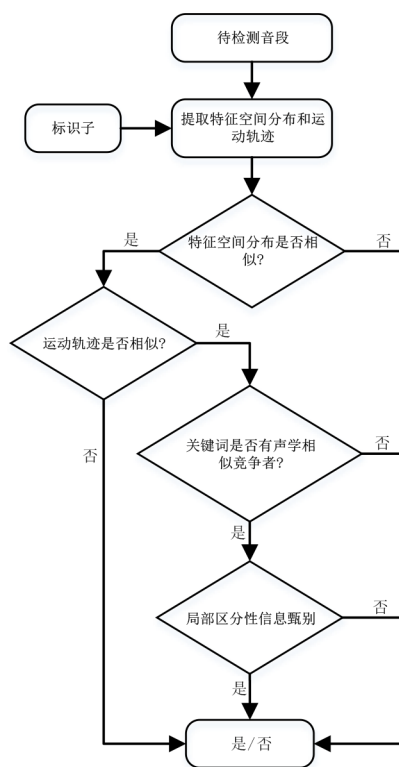 待检测音段
标识子
提取特征空间分布和运
动轨迹
是
特征空间分布是否相
似?
否
运动轨迹是否相似?
是
关键词是否有声学相
似竞争者?
否
否
是
局部区分性信息甄别
否
是
是/否